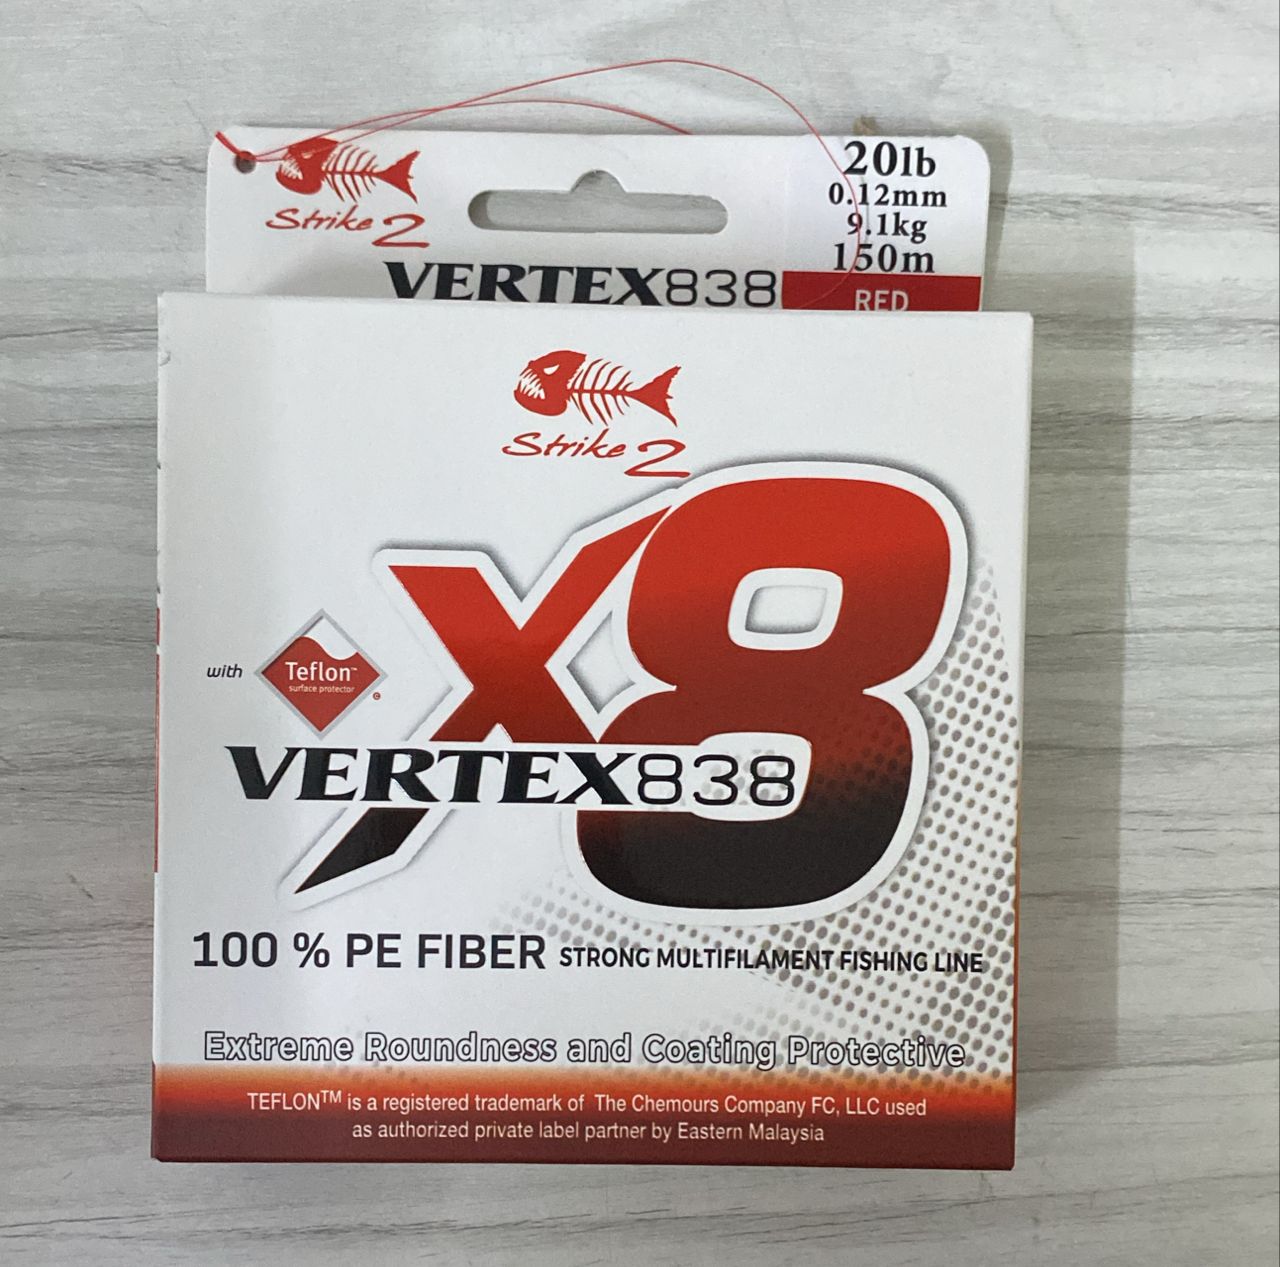 Strike 2
20lb
0.12mm
9.1kg
150m
VERTEX838
RED
Strike 2
X8
with
Teflon™
surface protector
VERTEX838
100 % PE FIBER STRONG MULTIFILAMENT FISHING LINE
Extreme Roundness and Coating Protective
TEFLON™ is a registered trademark of The Chemours Company FC, LLC used
as authorized private label partner by Eastern Malaysia